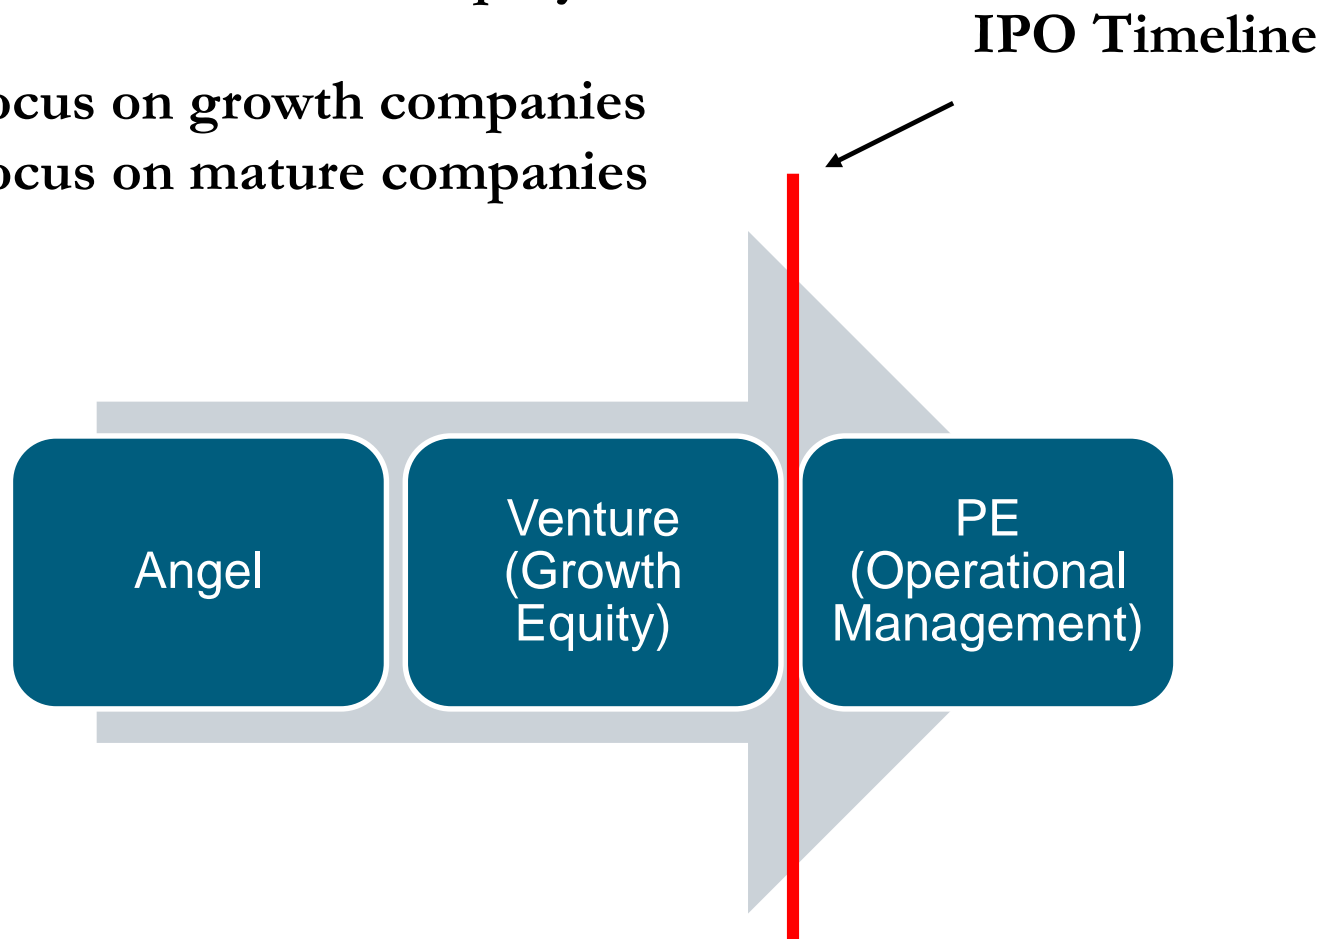 IPO Timeline
ocus on growth companies
ocus on mature companies
Angel
Venture
(Growth
Equity)
PE
(Operational
Management)